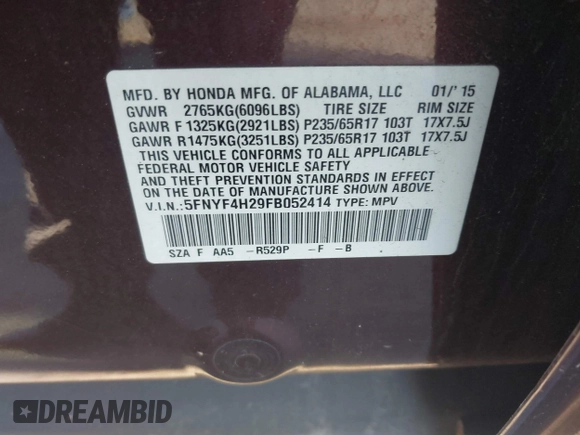 MFD. BY HONDA MFG. OF ALABAMA, LLC 01/'15
GVWR 2765KG(6096LBS) TIRE SIZE RIM SIZE
GAWR F 1325KG(2921LBS) P235/65R17 103T 17X7.5J
GAWR R1475KG(3251LBS) P235/65R17 103T 17X7.5J
THIS VEHICLE CONFORMS TO ALL APPLICABLE
FEDERAL MOTOR VEHICLE SAFETY
AND THEFT PREVENTION STANDARDS IN EFFECT
ON THE DATE OF MANUFACTURE SHOWN ABOVE.
V.I.N.:5FNYF4H29FB052414 TYPE: MPV
SZA F AA5 -R529P -F -B .
DREAMBID